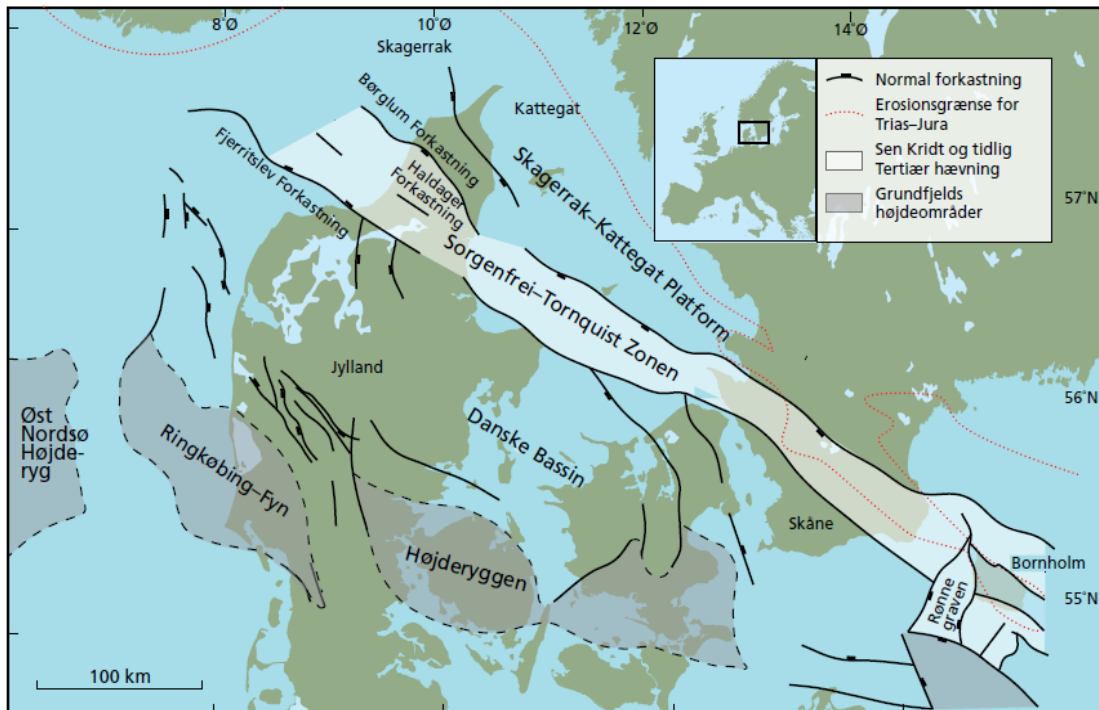 8°Ø
10°Ø
12°Ø
14°Ø
Skagerrak
Kattegat
Børglum Forkastning
Fjerritslev Forkastning
Haldager
Forkastning
Skagerrak–Kattegat Platform
Sorgenfrei–Tornquist Zonen
Normal forkastning
Erosionsgrænse for
Trias–Jura
Sen Kridt og tidlig
Tertiær hævning
Grundfjelds
højdeområder
57°N
56°N
55°N
Jylland
Danske Bassin
Øst
Nordsø
Højde-
ryg
Ringkøbing–Fyn
Højderyggen
Skåne
Bornholm
Rønne
graven
100 km